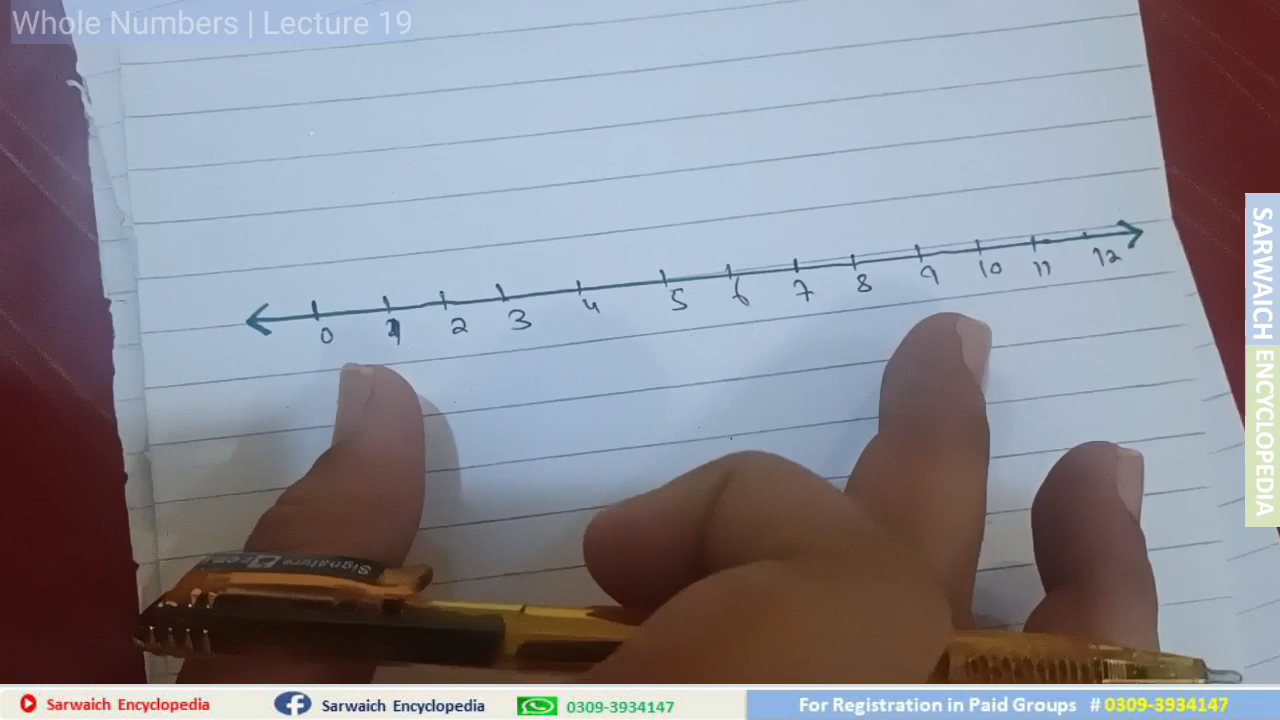 Whole Numbers | Lecture 19
0 1 2 3 4 5 6 7 8 9 10 11 12
SARWAICH ENCYCLOPEDIA
Signature
Sarwaich Encyclopedia
Sarwaich Encyclopedia
0309-3934147
For Registration in Paid Groups # 0309-3934147